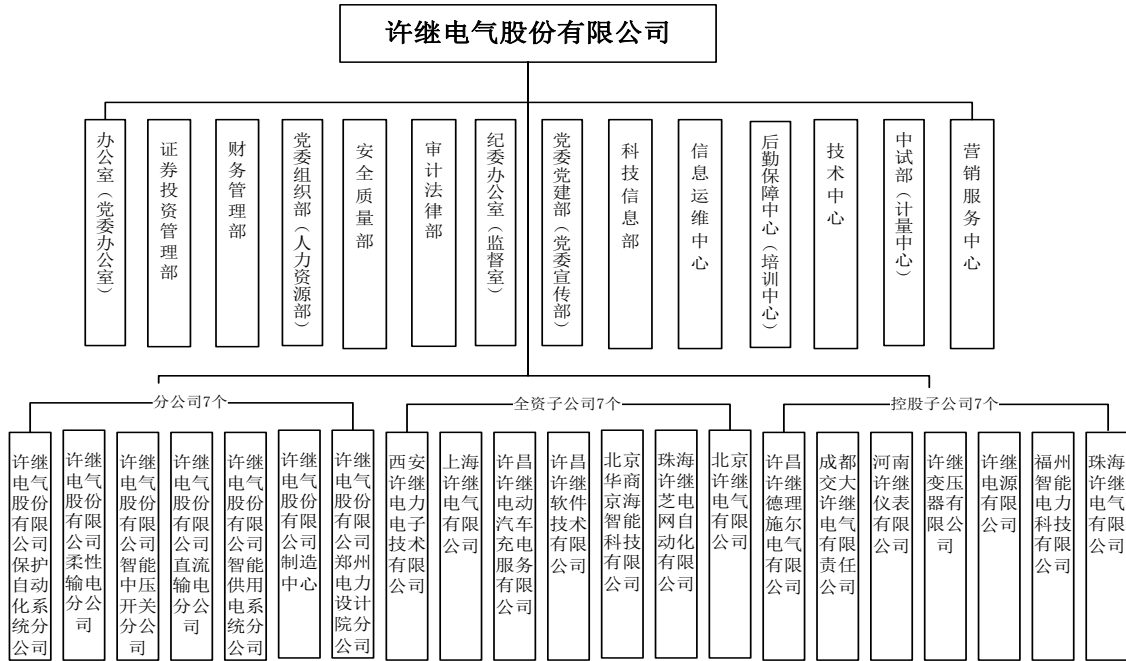 许继电气股份有限公司
办公室（党委办公室）
证券投资管理部
财务管理部
党委组织部（人力资源部）
安全质量部
审计法律部
纪委办公室（监督室）
党委党建部（党委宣传部）
科技信息部
信息运维中心
后勤保障中心（培训中心）
技术中心
中试部（计量中心）
营销服务中心
分公司7个
全资子公司7个
控股子公司7个
许继电气股份有限公司保护自动化系统分公司
许继电气股份有限公司柔性输电分公司
许继电气股份有限公司智能中压开关分公司
许继电气股份有限公司直流输电分公司
许继电气股份有限公司智能供用电系统分公司
许继电气股份有限公司制造中心
许继电气股份有限公司郑州电力设计院分公司
西安许继电力电子技术有限公司
上海许继电气有限公司
许昌许继电动汽车充电服务有限公司
许昌许继软件技术有限公司
北京华商京海智能科技有限公司
珠海许继芝电网自动化有限公司
北京许继电气有限公司
许昌许继德理施尔电气有限公司
成都交大许继电气有限责任公司
河南许继仪表有限公司
许继变压器有限公司
许继电源有限公司
福州智能电力科技有限公司
珠海许继电气有限公司